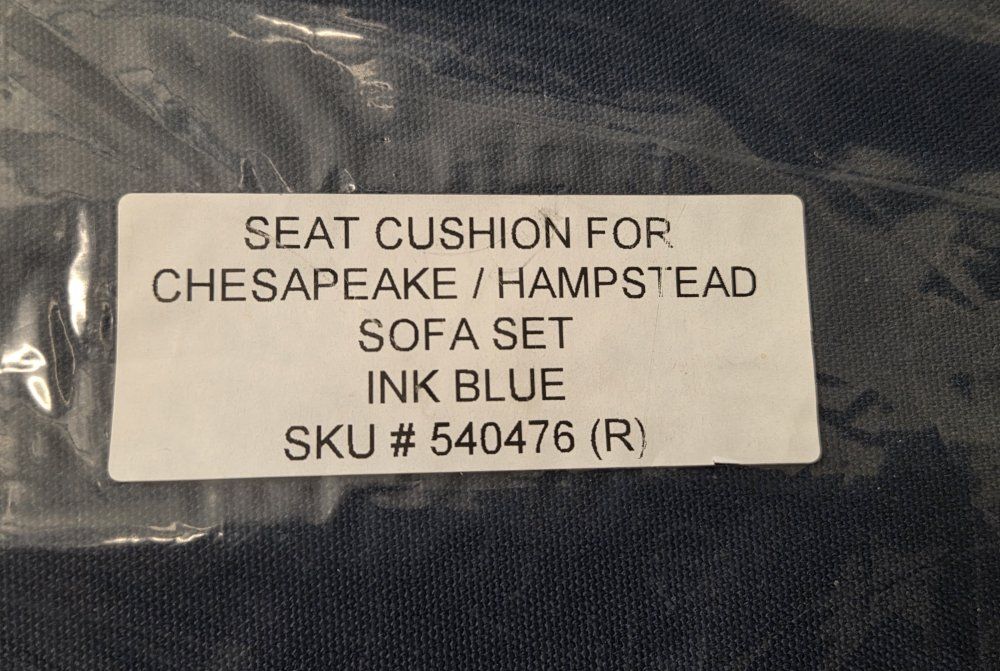 SEAT CUSHION FOR
CHESAPEAKE / HAMPSTEAD
SOFA SET
INK BLUE
SKU # 540476 (R)